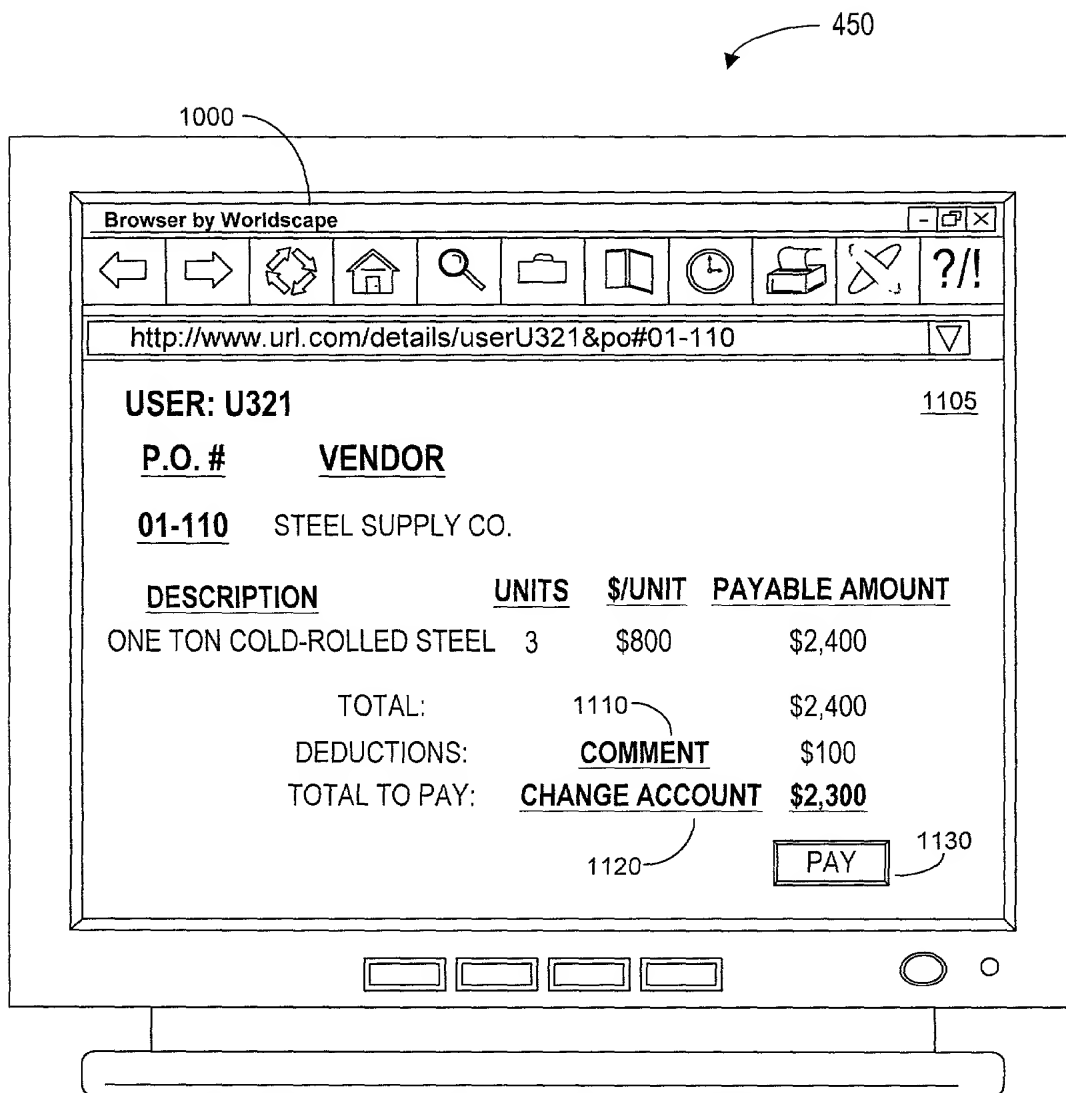 450
1000
Browser by Worldscape
?/!
http://www.url.com/details/userU321&po#01-110
USER: U321 1105
P.O. # VENDOR
01-110 STEEL SUPPLY CO.
DESCRIPTION UNITS $/UNIT PAYABLE AMOUNT
ONE TON COLD-ROLLED STEEL 3 $800 $2,400
TOTAL: 1110 $2,400
DEDUCTIONS: COMMENT $100
TOTAL TO PAY: CHANGE ACCOUNT $2,300
1120 PAY 1130